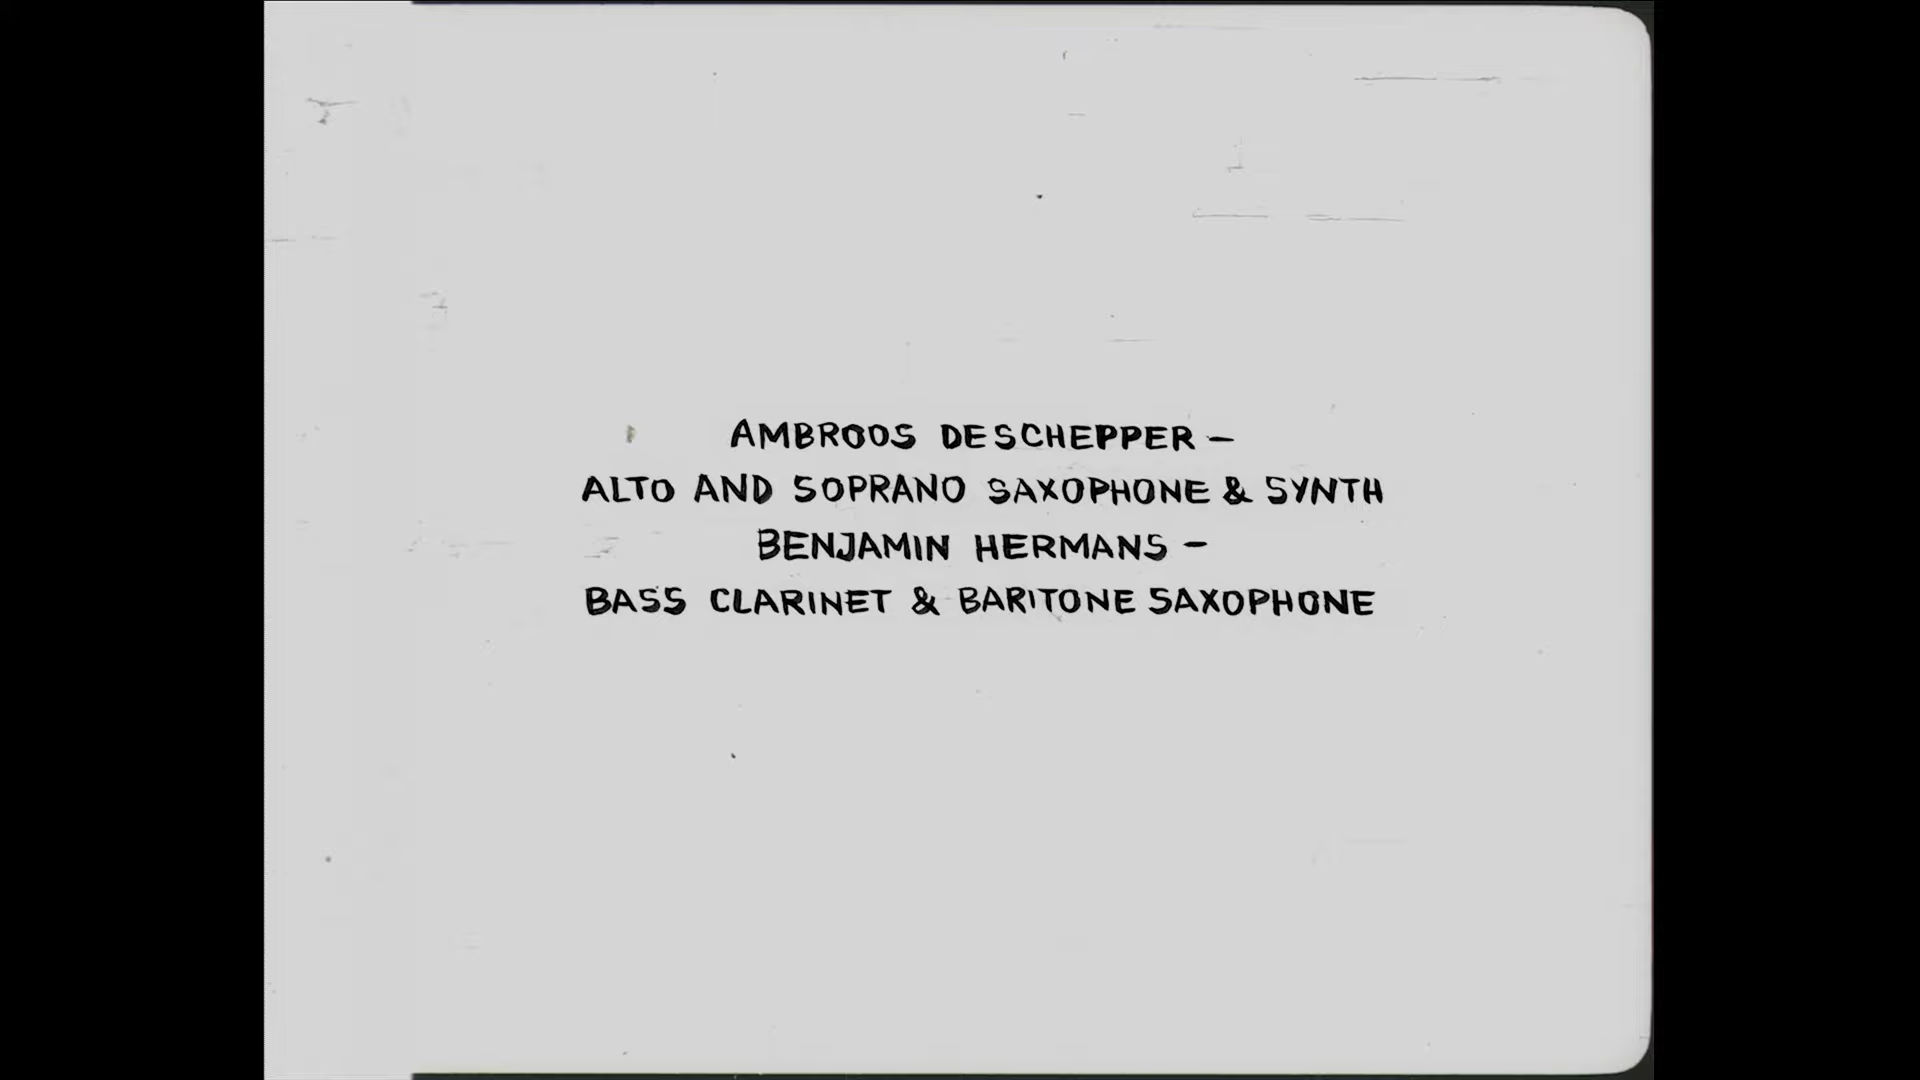 AMBROOS DESCHEPPER –
ALTO AND SOPRANO SAXOPHONE & SYNTH
BENJAMIN HERMANS –
BASS CLARINET & BARITONE SAXOPHONE